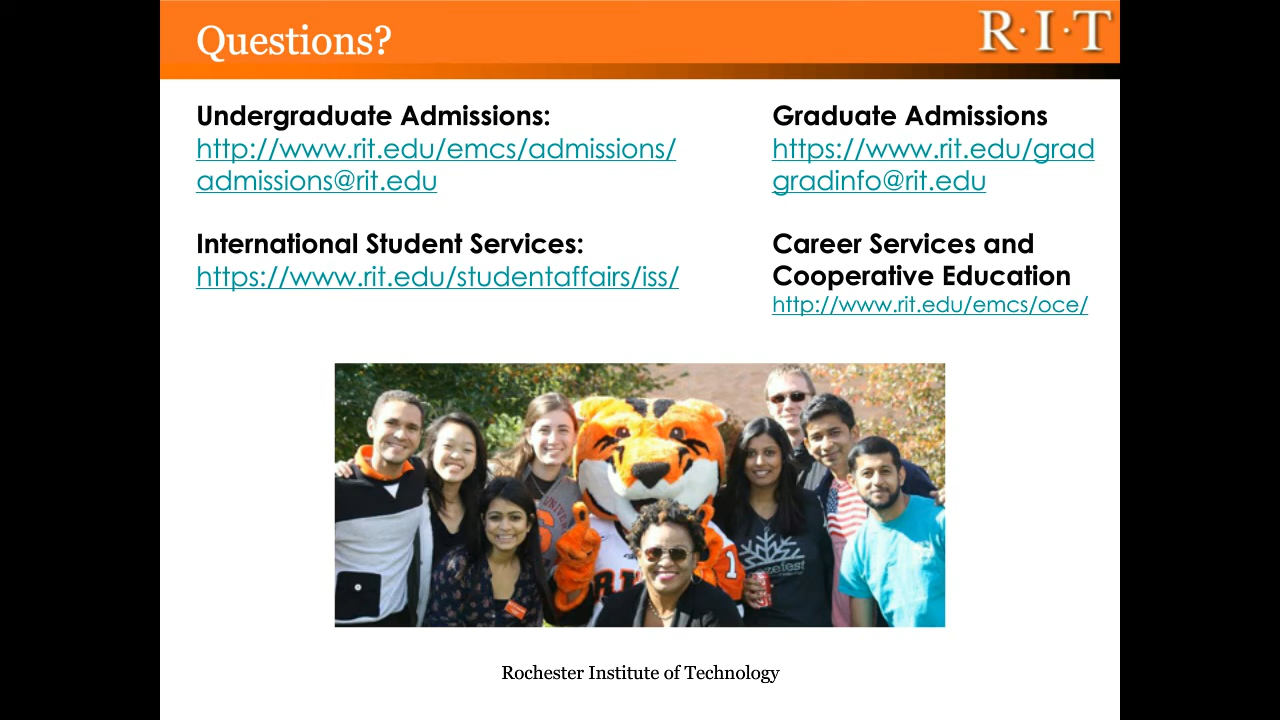 Questions?
R·I·T
Undergraduate Admissions:
http://www.rit.edu/emcs/admissions/
admissions@rit.edu
Graduate Admissions
https://www.rit.edu/grad
gradinfo@rit.edu
International Student Services:
https://www.rit.edu/studentaffairs/iss/
Career Services and
Cooperative Education
http://www.rit.edu/emcs/oce/
1
Rochester Institute of Technology